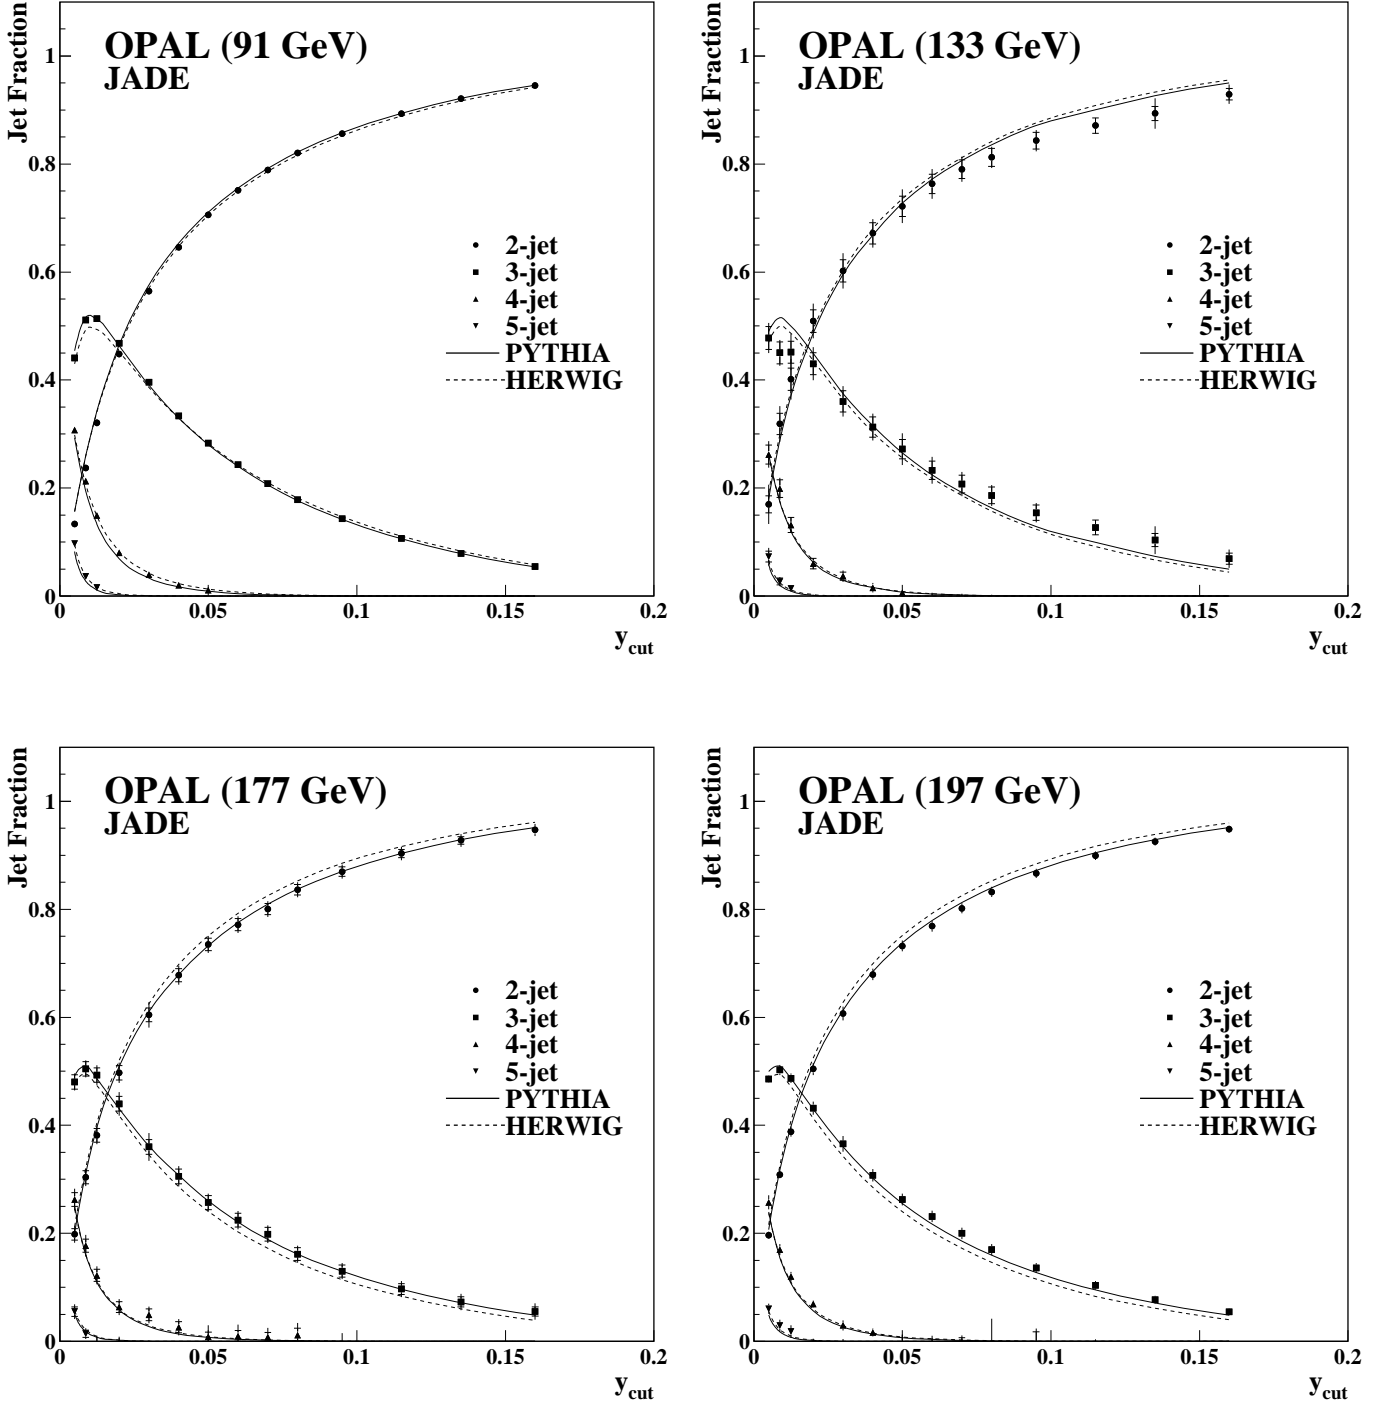 OPAL (91 GeV)
JADE
Jet Fraction
1
0.8
0.6
0.4
0.2
0
2-jet
3-jet
4-jet
5-jet
PYTHIA
HERWIG
0 0.05 0.1 0.15 0.2
y_cut
OPAL (133 GeV)
JADE
Jet Fraction
1
0.8
0.6
0.4
0.2
0
2-jet
3-jet
4-jet
5-jet
PYTHIA
HERWIG
0 0.05 0.1 0.15 0.2
y_cut
OPAL (177 GeV)
JADE
Jet Fraction
1
0.8
0.6
0.4
0.2
0
2-jet
3-jet
4-jet
5-jet
PYTHIA
HERWIG
0 0.05 0.1 0.15 0.2
y_cut
OPAL (197 GeV)
JADE
Jet Fraction
1
0.8
0.6
0.4
0.2
0
2-jet
3-jet
4-jet
5-jet
PYTHIA
HERWIG
0 0.05 0.1 0.15 0.2
y_cut